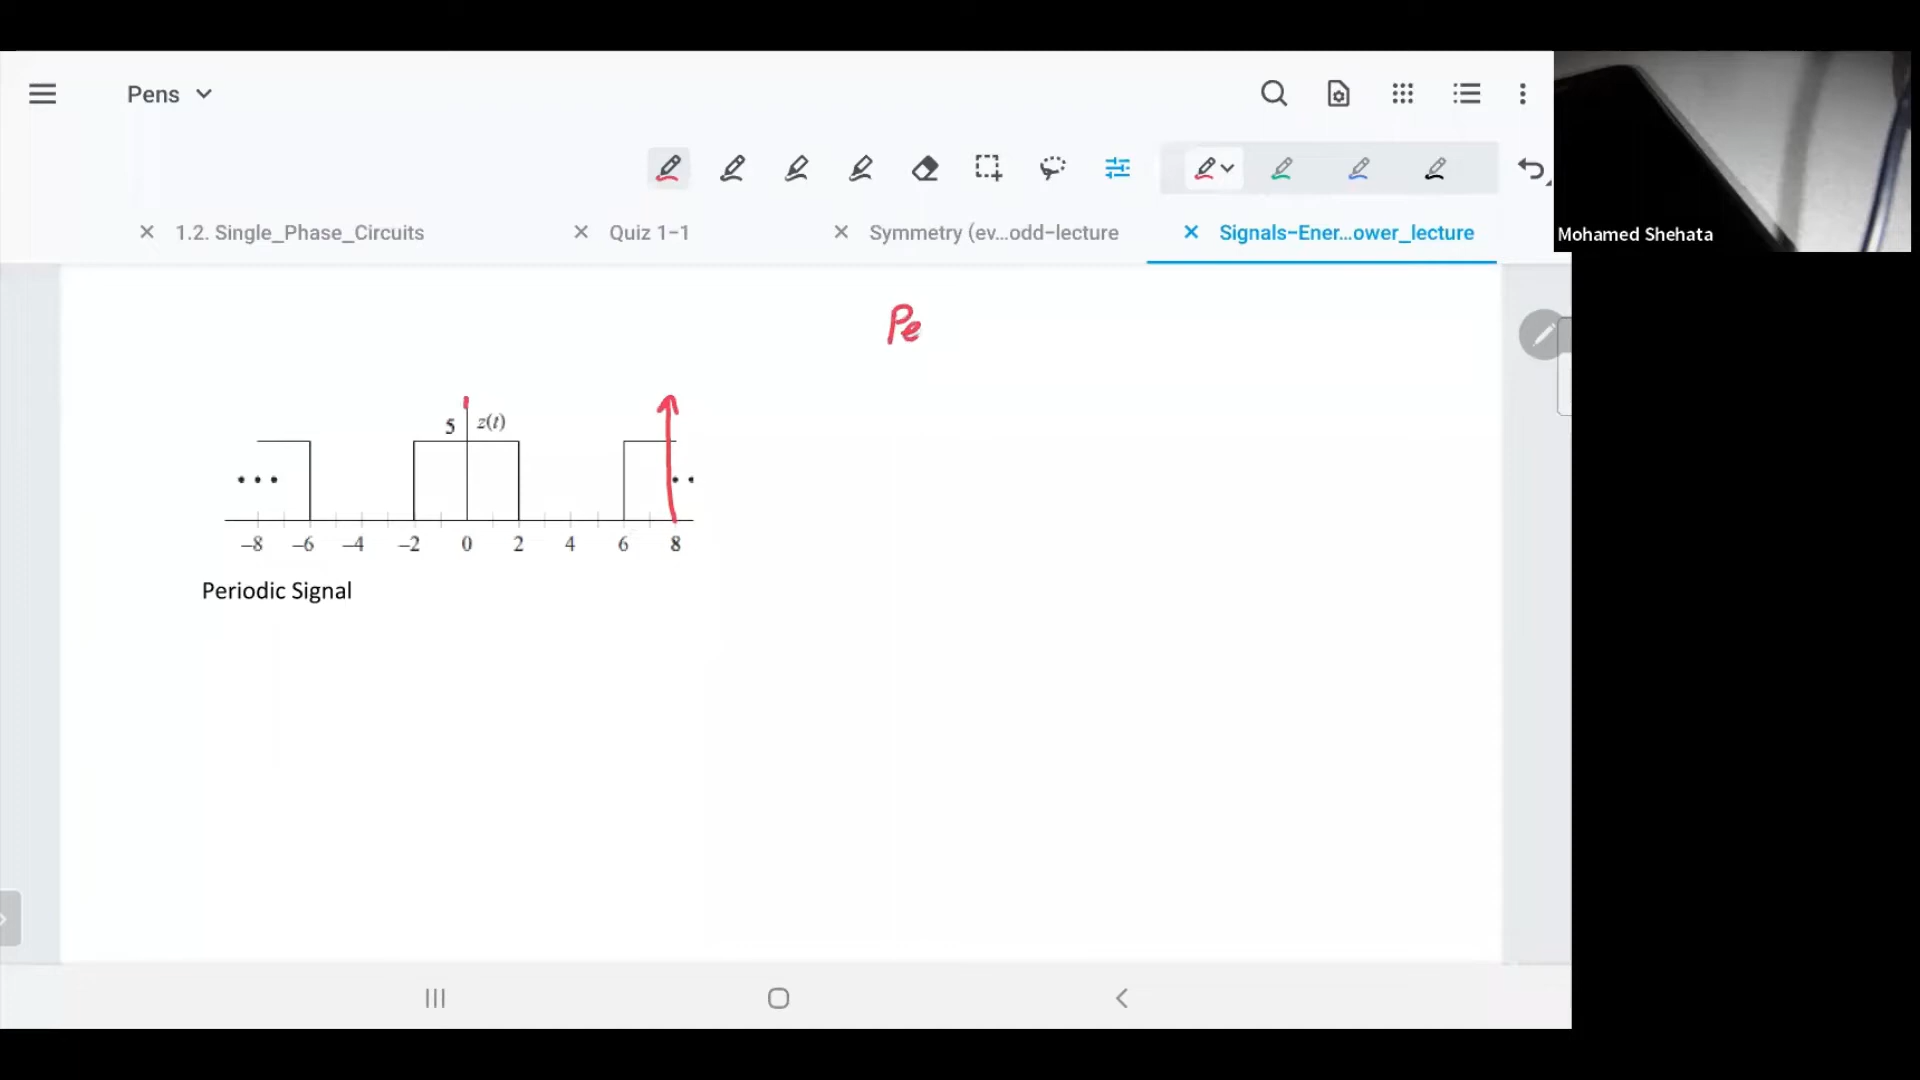 Pens
1.2. Single_Phase_Circuits
Quiz 1-1
Symmetry (ev...odd-lecture
Signals-Ener...ower_lecture
Mohamed Shehata
Pe
5 z(t)
–8 –6 –4 –2 0 2 4 6 8
Periodic Signal